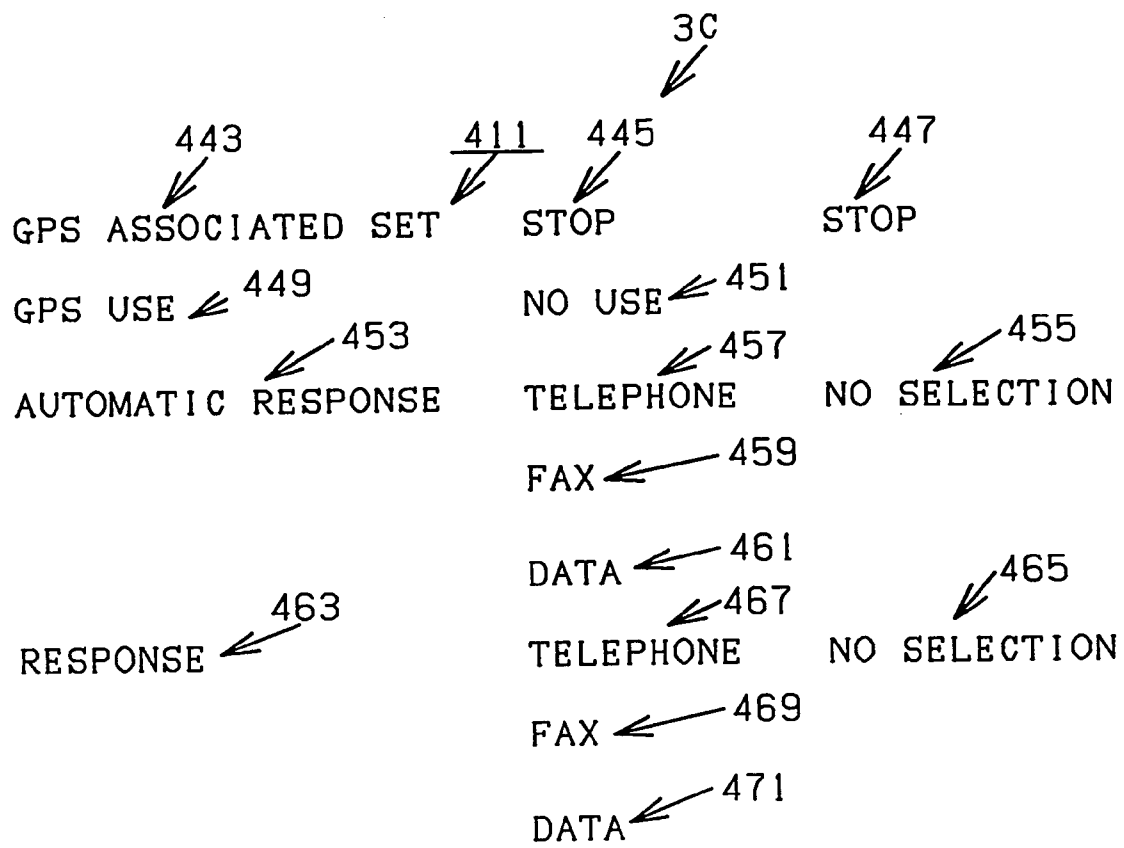 3C
443 411 445 447
GPS ASSOCIATED SET STOP STOP
GPS USE 449 NO USE 451
453 457 455
AUTOMATIC RESPONSE TELEPHONE NO SELECTION
FAX 459
DATA 461
463 467 465
RESPONSE TELEPHONE NO SELECTION
FAX 469
DATA 471